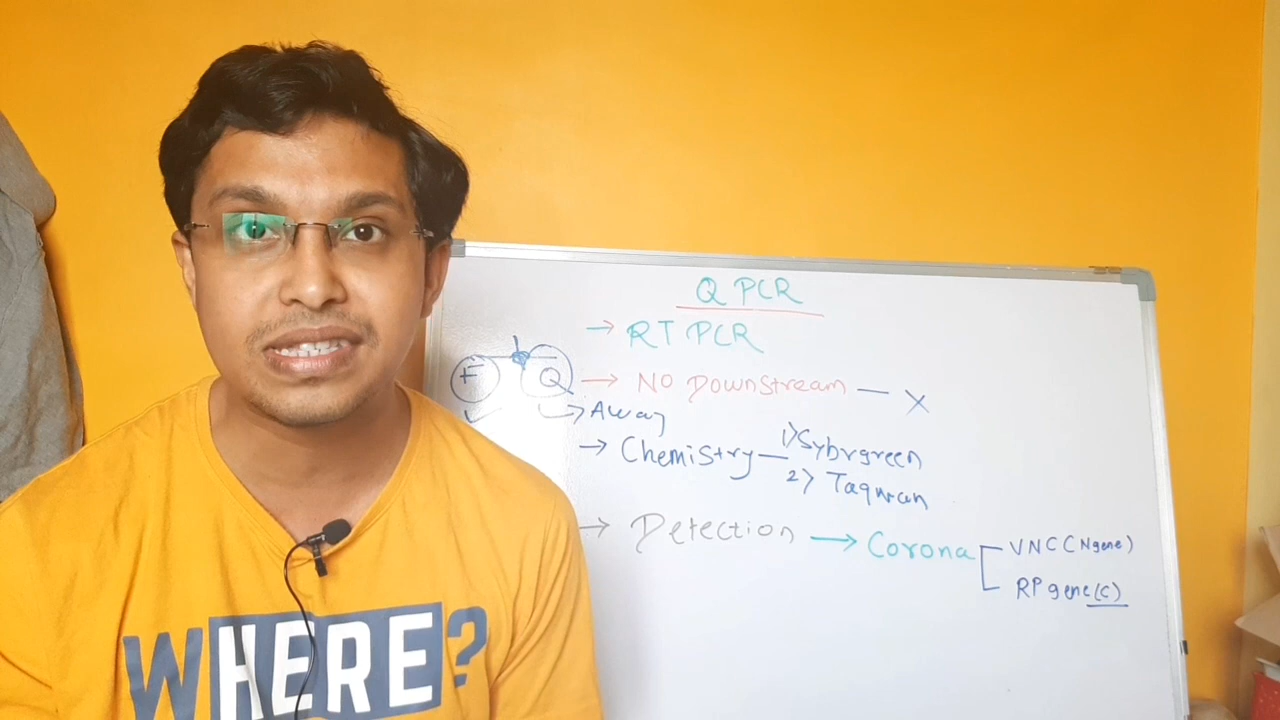 Q PCR
→ RT PCR
F Q → NO DOWNStream — X
→ Away
→ Chemistry — 1) Sybrgreen
2) Taqman
→ Detection → Corona VNC (N gene)
RP gene (C)
WHERE?